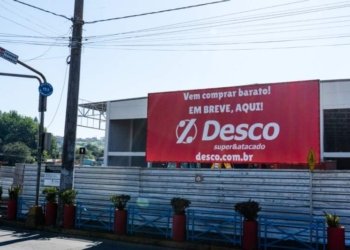 Vem comprar barato!
EM BREVE, AQUI!
Desco
super&atacado
desco.com.br